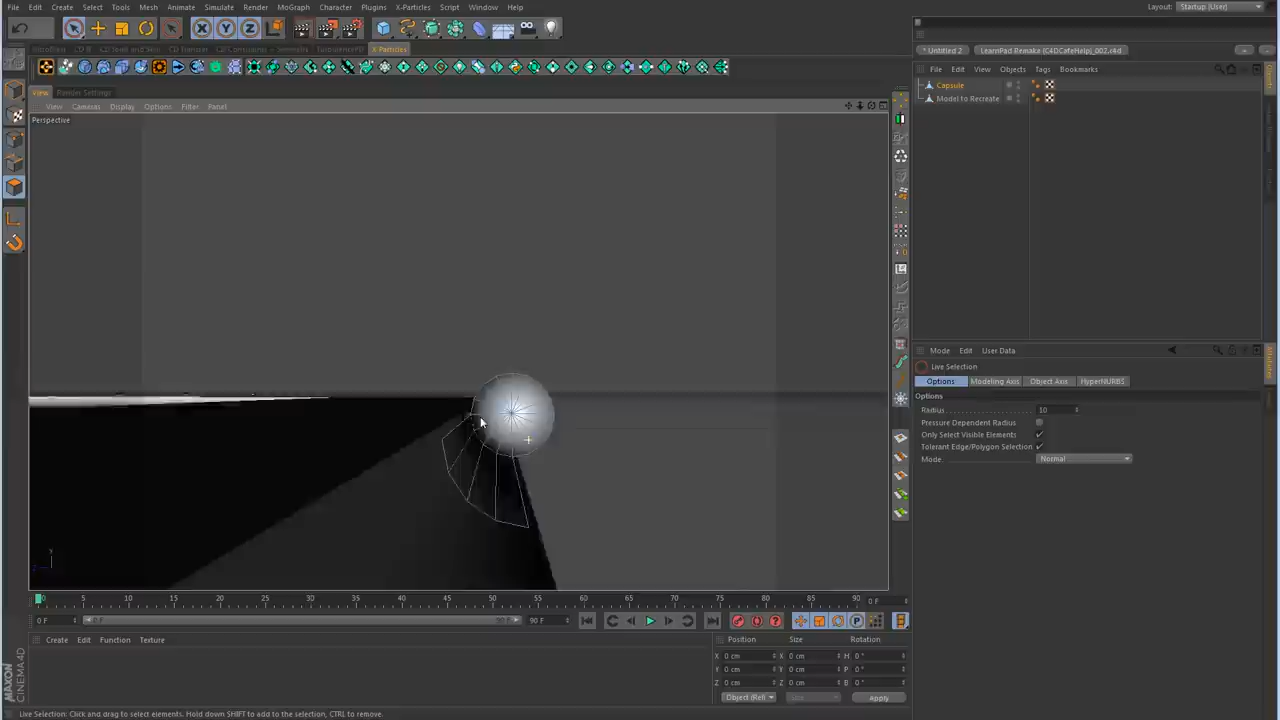 File Edit Create Select Tools Mesh Animate Simulate Render MoGraph Character Plugins X-Particles Script Window Help
Layout: Startup (User)
X Y Z
X Particles
* Untitled 2 LearnPad.Remake (C4DCafeHelp)_002.c4d
File Edit View Objects Tags Bookmarks
View Render Settings
Capsule
Model to Recreate
View Cameras Display Options Filter Panel
Perspective
Mode Edit User Data
Live Selection
Options Modeling Axis Object Axis HyperNURBS
Options
Radius 10
Pressure Dependent Radius
Only Select Visible Elements
Tolerant Edge/Polygon Selection
Mode Normal
0 5 10 15 20 25 30 35 40 45 50 55 60 65 70 75 80 85 90 0 F
0 F 90 F
Create Edit Function Texture
Position Size Rotation
X 0 cm X 0 cm H 0 °
Y 0 cm Y 0 cm P 0 °
Z 0 cm Z 0 cm B 0 °
Object (Rel) Apply
MAXON CINEMA 4D
Live Selection: Click and drag to select elements. Hold down SHIFT to add to the selection, CTRL to remove.